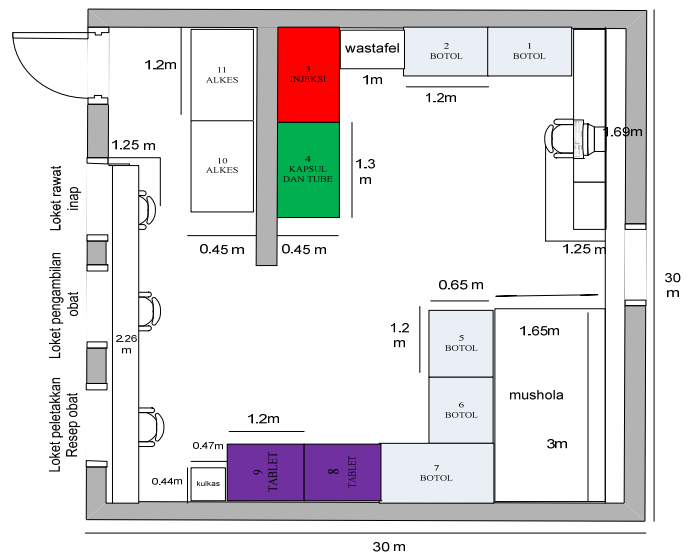 11
ALKES
1.2m
10
ALKES
3
INJEKSI
4
KAPSUL
DAN TUBE
1.3
m
wastafel
1m
2
BOTOL
1
BOTOL
1.2m
1.69m
1.25 m
0.45 m
0.45 m
1.25 m
Loket rawat
inap
Loket pengambilan
obat
Loket peletakkan
Resep obat
2.26
m
0.65 m
1.2
m
5
BOTOL
6
BOTOL
7
BOTOL
1.65m
mushola
3m
1.2m
0.47m
0.44m
kulkas
9
TABLET
8
TABLET
30
m
30 m